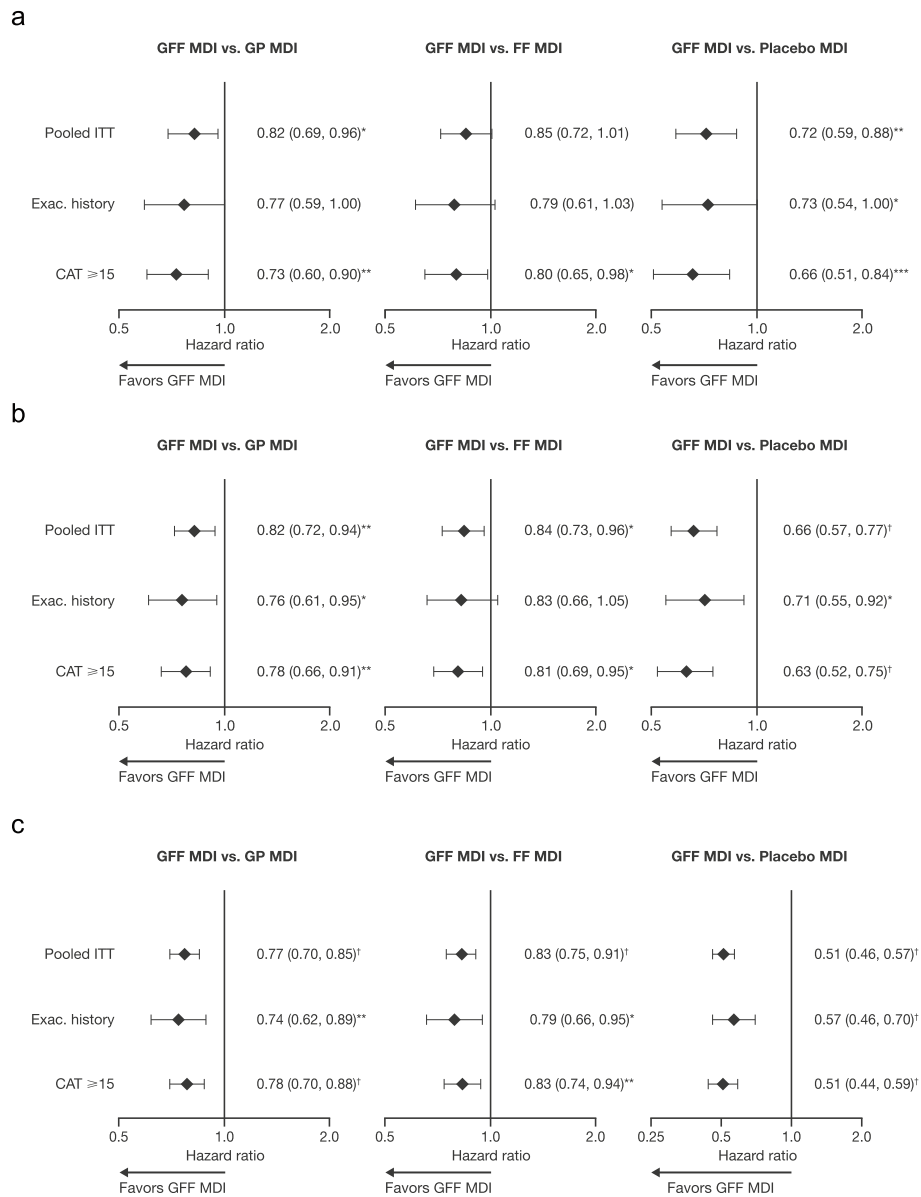 a
GFF MDI vs. GP MDI GFF MDI vs. FF MDI GFF MDI vs. Placebo MDI
Pooled ITT 0.82 (0.69, 0.96)* 0.85 (0.72, 1.01) 0.72 (0.59, 0.88)**
Exac. history 0.77 (0.59, 1.00) 0.79 (0.61, 1.03) 0.73 (0.54, 1.00)*
CAT ⩾15 0.73 (0.60, 0.90)** 0.80 (0.65, 0.98)* 0.66 (0.51, 0.84)***
0.5 1.0 2.0 0.5 1.0 2.0 0.5 1.0 2.0
Hazard ratio Hazard ratio Hazard ratio
Favors GFF MDI Favors GFF MDI Favors GFF MDI
b
GFF MDI vs. GP MDI GFF MDI vs. FF MDI GFF MDI vs. Placebo MDI
Pooled ITT 0.82 (0.72, 0.94)** 0.84 (0.73, 0.96)* 0.66 (0.57, 0.77)†
Exac. history 0.76 (0.61, 0.95)* 0.83 (0.66, 1.05) 0.71 (0.55, 0.92)*
CAT ⩾15 0.78 (0.66, 0.91)** 0.81 (0.69, 0.95)* 0.63 (0.52, 0.75)†
0.5 1.0 2.0 0.5 1.0 2.0 0.5 1.0 2.0
Hazard ratio Hazard ratio Hazard ratio
Favors GFF MDI Favors GFF MDI Favors GFF MDI
c
GFF MDI vs. GP MDI GFF MDI vs. FF MDI GFF MDI vs. Placebo MDI
Pooled ITT 0.77 (0.70, 0.85)† 0.83 (0.75, 0.91)† 0.51 (0.46, 0.57)†
Exac. history 0.74 (0.62, 0.89)** 0.79 (0.66, 0.95)* 0.57 (0.46, 0.70)†
CAT ⩾15 0.78 (0.70, 0.88)† 0.83 (0.74, 0.94)** 0.51 (0.44, 0.59)†
0.5 1.0 2.0 0.5 1.0 2.0 0.25 0.5 1.0 2.0
Hazard ratio Hazard ratio Hazard ratio
Favors GFF MDI Favors GFF MDI Favors GFF MDI